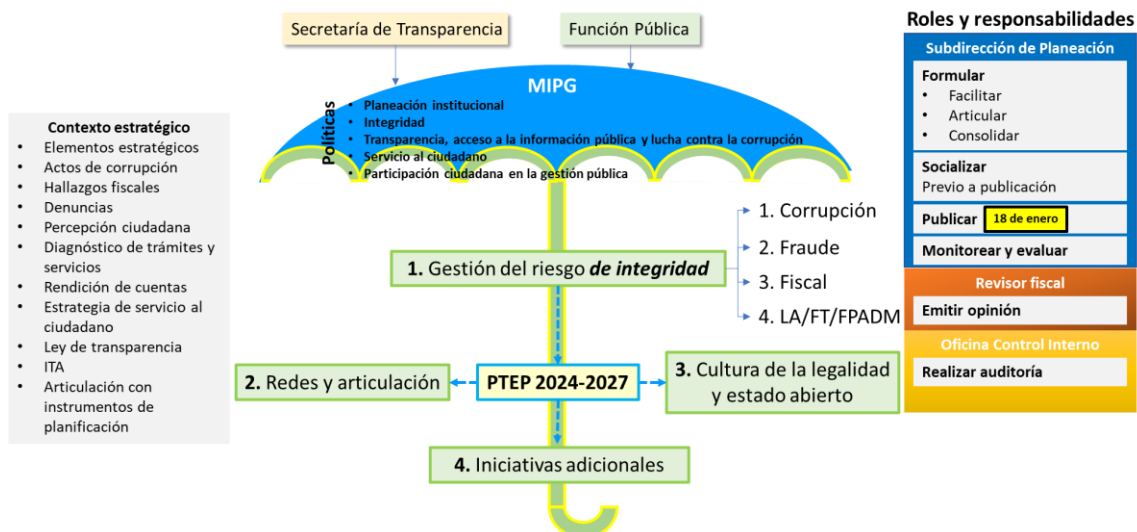 Secretaría de Transparencia
Función Pública
MIPG
Políticas
• Planeación institucional
• Integridad
• Transparencia, acceso a la información pública y lucha contra la corrupción
• Servicio al ciudadano
• Participación ciudadana en la gestión pública
Contexto estratégico
• Elementos estratégicos
• Actos de corrupción
• Hallazgos fiscales
• Denuncias
• Percepción ciudadana
• Diagnóstico de trámites y
servicios
• Rendición de cuentas
• Estrategia de servicio al
ciudadano
• Ley de transparencia
• ITA
• Articulación con
instrumentos de
planificación
1. Gestión del riesgo de integridad
1. Corrupción
2. Fraude
3. Fiscal
4. LA/FT/FPADM
2. Redes y articulación
PTEP 2024-2027
3. Cultura de la legalidad
y estado abierto
4. Iniciativas adicionales
Roles y responsabilidades
Subdirección de Planeación
Formular
• Facilitar
• Articular
• Consolidar
Socializar
Previo a publicación
Publicar 18 de enero
Monitorear y evaluar
Revisor fiscal
Emitir opinión
Oficina Control Interno
Realizar auditoría